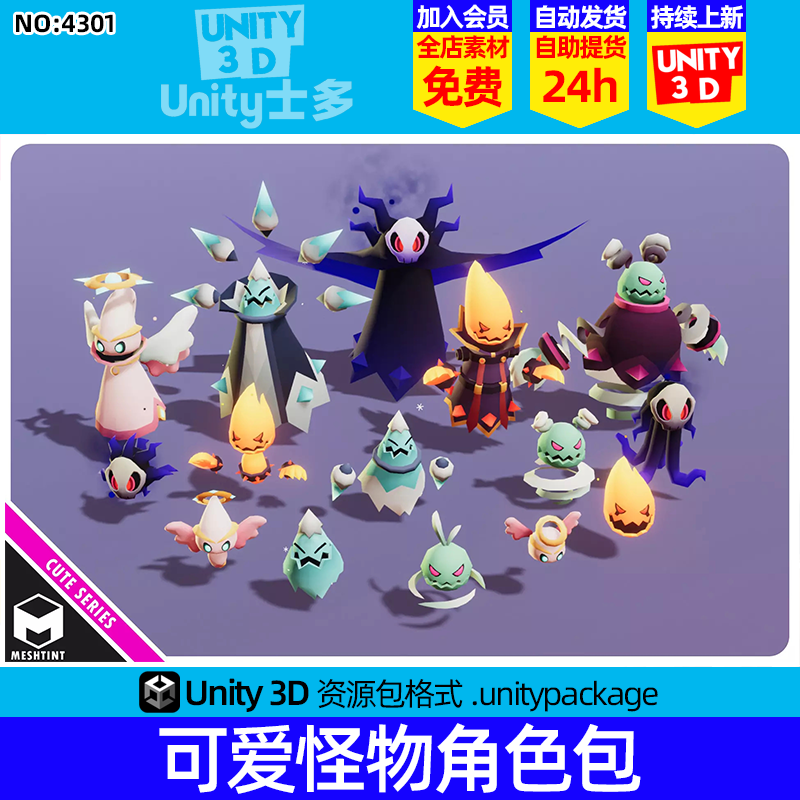 NO:4301
UNITY
3D
Unity士多
加入会员
全店素材
免费
自动发货
自助提货
24h
持续上新
UNITY
3D
CUTE SERIES
MESHTINT
Unity 3D 资源包格式 .unitypackage
可爱怪物角色包